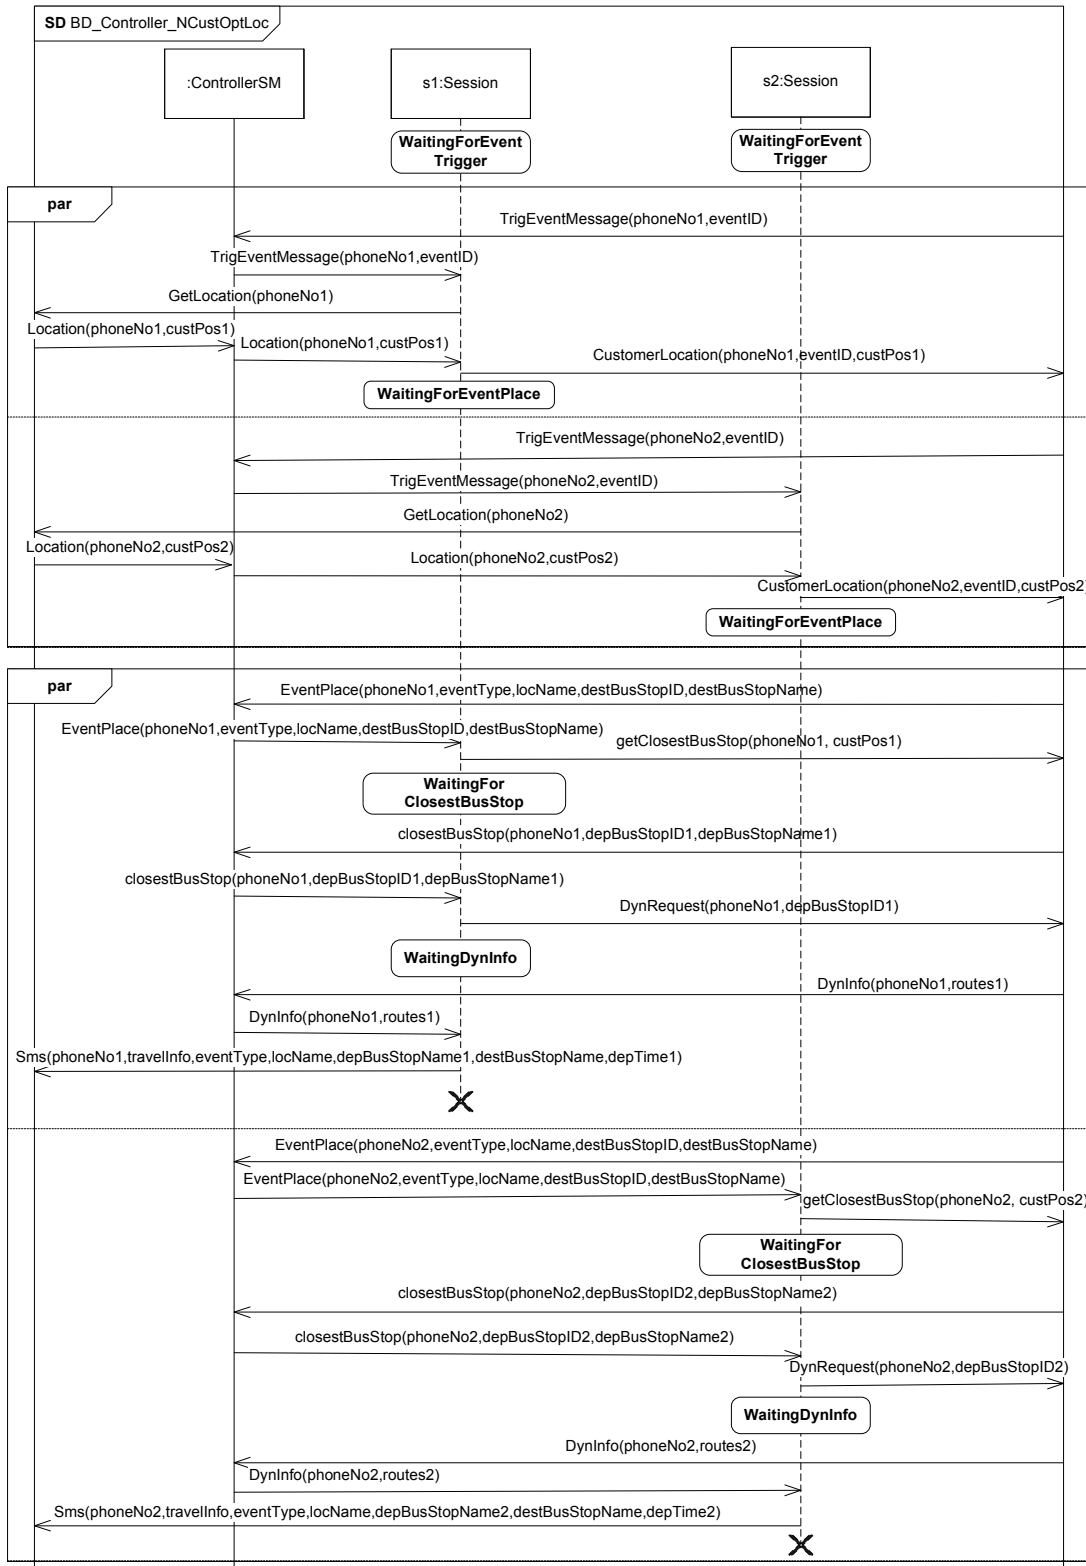 SD BD_Controller_NCustOptLoc
:ControllerSM
s1:Session
s2:Session
WaitingForEvent
Trigger
WaitingForEvent
Trigger
par
TrigEventMessage(phoneNo1,eventID)
TrigEventMessage(phoneNo1,eventID)
GetLocation(phoneNo1)
Location(phoneNo1,custPos1)
Location(phoneNo1,custPos1)
CustomerLocation(phoneNo1,eventID,custPos1)
WaitingForEventPlace
TrigEventMessage(phoneNo2,eventID)
TrigEventMessage(phoneNo2,eventID)
GetLocation(phoneNo2)
Location(phoneNo2,custPos2)
Location(phoneNo2,custPos2)
CustomerLocation(phoneNo2,eventID,custPos2)
WaitingForEventPlace
par
EventPlace(phoneNo1,eventType,locName,destBusStopID,destBusStopName)
EventPlace(phoneNo1,eventType,locName,destBusStopID,destBusStopName)
getClosestBusStop(phoneNo1, custPos1)
WaitingFor
ClosestBusStop
closestBusStop(phoneNo1,depBusStopID1,depBusStopName1)
closestBusStop(phoneNo1,depBusStopID1,depBusStopName1)
DynRequest(phoneNo1,depBusStopID1)
WaitingDynInfo
DynInfo(phoneNo1,routes1)
DynInfo(phoneNo1,routes1)
Sms(phoneNo1,travelInfo,eventType,locName,depBusStopName1,destBusStopName,depTime1)
EventPlace(phoneNo2,eventType,locName,destBusStopID,destBusStopName)
EventPlace(phoneNo2,eventType,locName,destBusStopID,destBusStopName)
getClosestBusStop(phoneNo2, custPos2)
WaitingFor
ClosestBusStop
closestBusStop(phoneNo2,depBusStopID2,depBusStopName2)
closestBusStop(phoneNo2,depBusStopID2,depBusStopName2)
DynRequest(phoneNo2,depBusStopID2)
WaitingDynInfo
DynInfo(phoneNo2,routes2)
DynInfo(phoneNo2,routes2)
Sms(phoneNo2,travelInfo,eventType,locName,depBusStopName2,destBusStopName,depTime2)